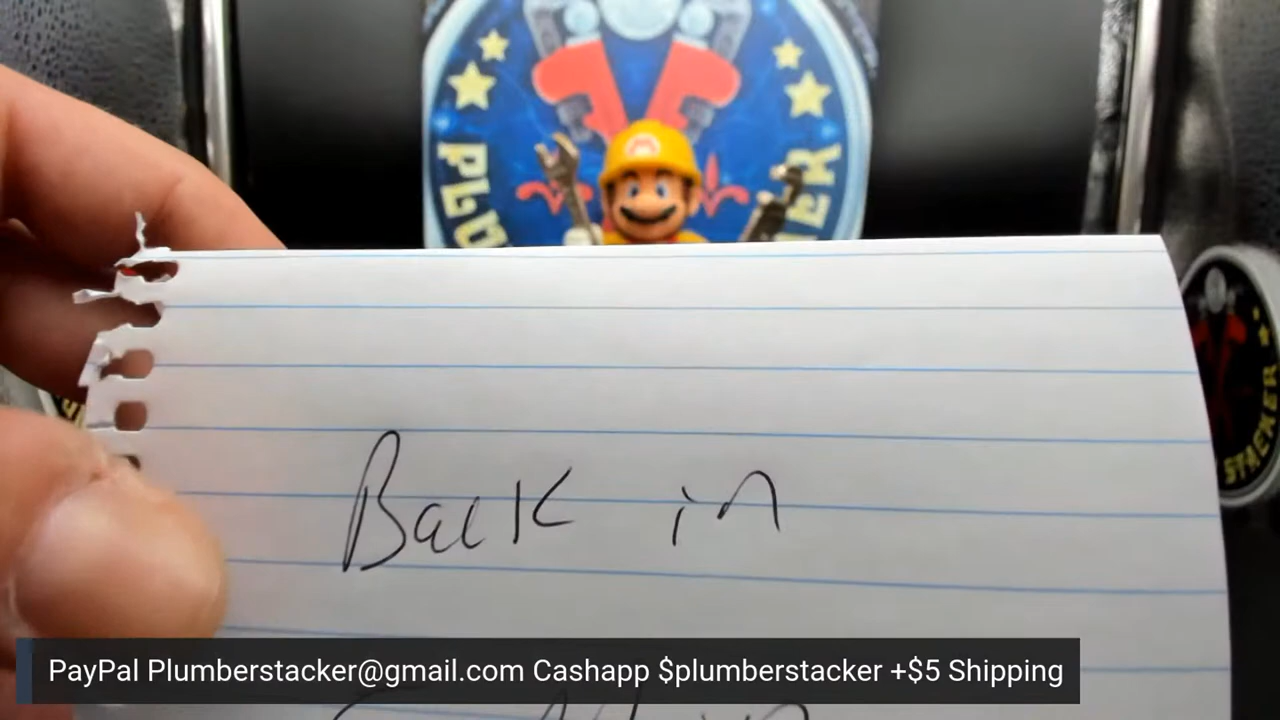 PLU
ER
STACKER
Back in
PayPal Plumberstacker@gmail.com Cashapp $plumberstacker +$5 Shipping